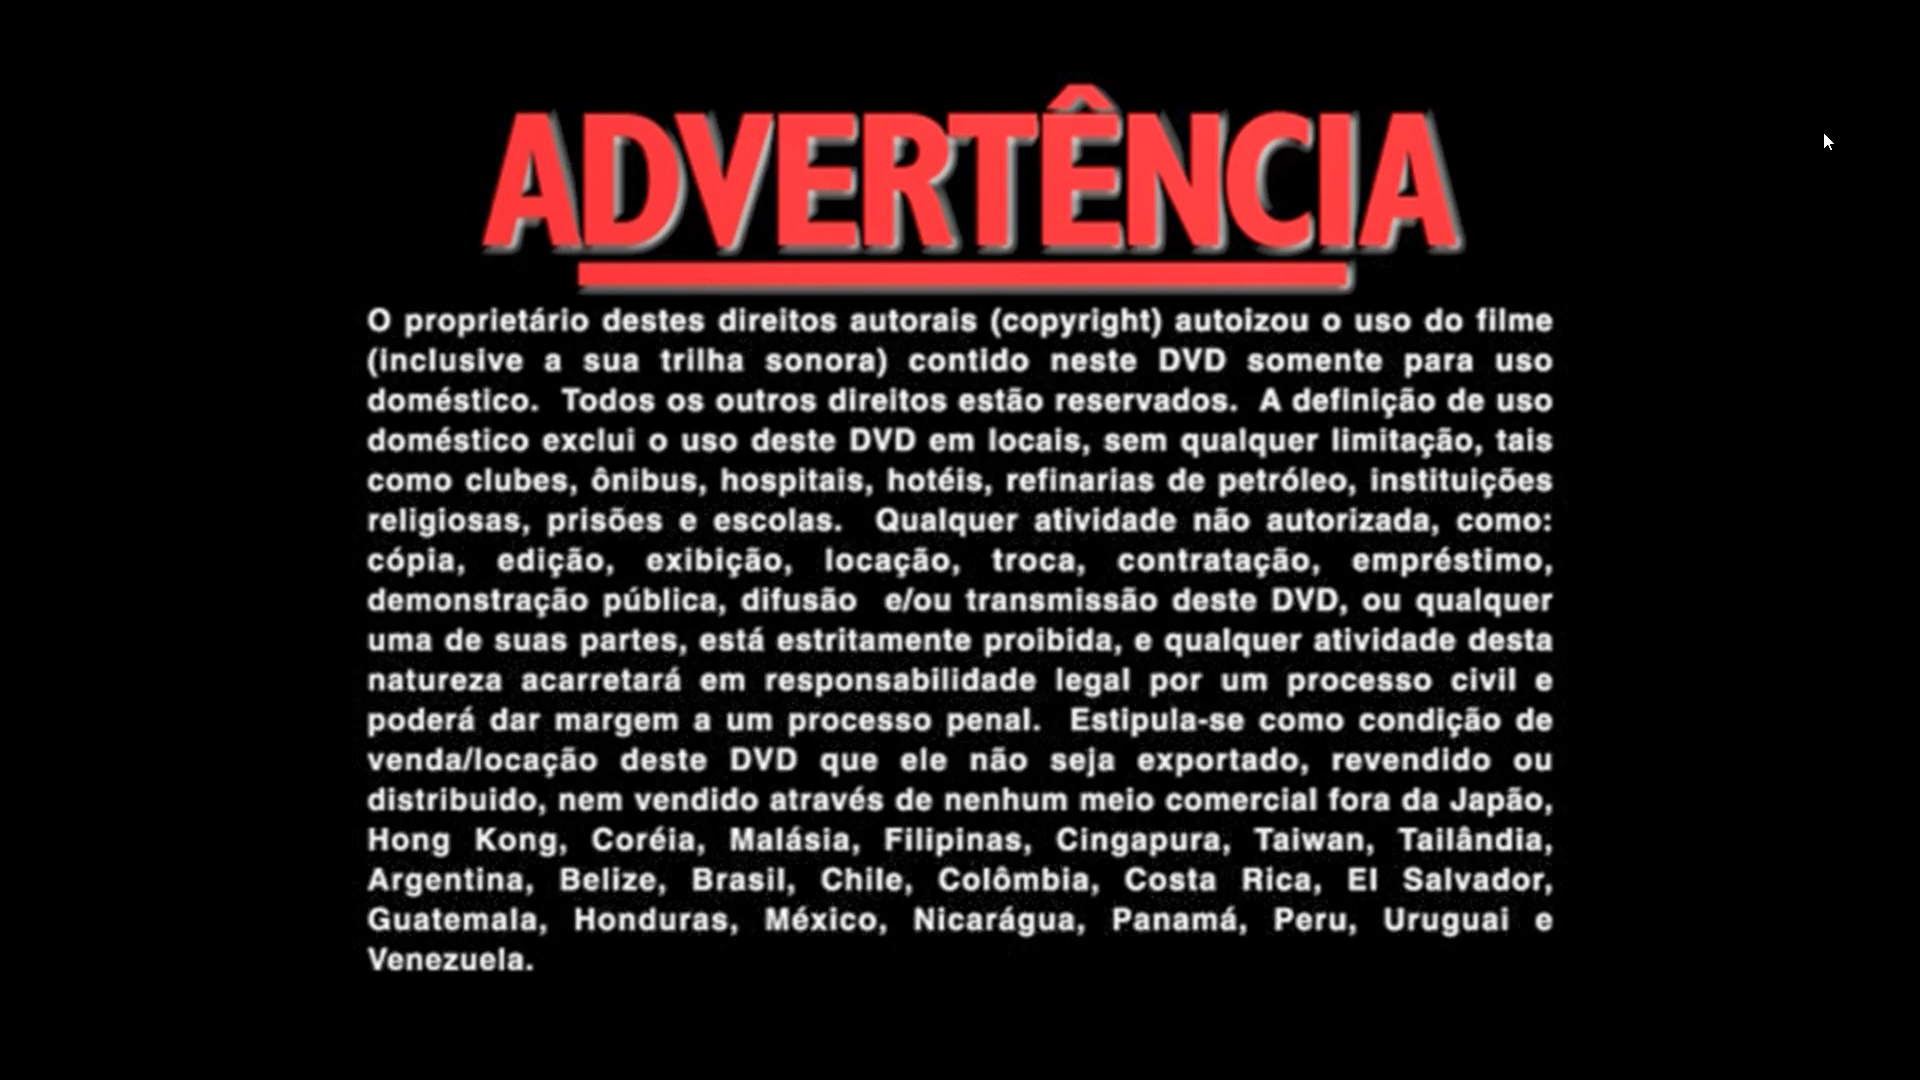 ADVERTÊNCIA
O proprietário destes direitos autorais (copyright) autoizou o uso do filme
(inclusive a sua trilha sonora) contido neste DVD somente para uso
doméstico. Todos os outros direitos estão reservados. A definição de uso
doméstico exclui o uso deste DVD em locais, sem qualquer limitação, tais
como clubes, ônibus, hospitais, hotéis, refinarias de petróleo, instituições
religiosas, prisões e escolas. Qualquer atividade não autorizada, como:
cópia, edição, exibição, locação, troca, contratação, empréstimo,
demonstração pública, difusão e/ou transmissão deste DVD, ou qualquer
uma de suas partes, está estritamente proibida, e qualquer atividade desta
natureza acarretará em responsabilidade legal por um processo civil e
poderá dar margem a um processo penal. Estipula-se como condição de
venda/locação deste DVD que ele não seja exportado, revendido ou
distribuido, nem vendido através de nenhum meio comercial fora da Japão,
Hong Kong, Coréia, Malásia, Filipinas, Cingapura, Taiwan, Tailândia,
Argentina, Belize, Brasil, Chile, Colômbia, Costa Rica, El Salvador,
Guatemala, Honduras, México, Nicarágua, Panamá, Peru, Uruguai e
Venezuela.